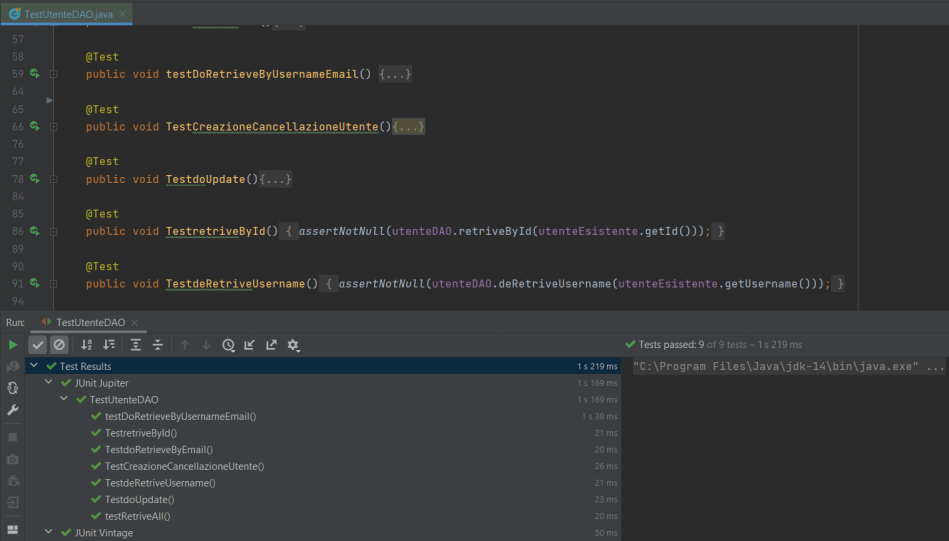 TestUtenteDAO.java
57
58 @Test
59 public void testDoRetrieveByUsernameEmail() {...}
64
65 @Test
66 public void TestCreazioneCancellazioneUtente(){...}
76
77 @Test
78 public void TestdoUpdate(){...}
84
85 @Test
86 public void TestretriveById() { assertNotNull(utenteDAO.retriveById(utenteEsistente.getId())); }
89
90 @Test
91 public void TestdeRetriveUsername() { assertNotNull(utenteDAO.deRetriveUsername(utenteEsistente.getUsername())); }
94
Run: TestUtenteDAO
Tests passed: 9 of 9 tests – 1 s 219 ms
Test Results 1 s 219 ms
"C:\Program Files\Java\jdk-14\bin\java.exe" ...
JUnit Jupiter 1 s 169 ms
TestUtenteDAO 1 s 169 ms
testDoRetrieveByUsernameEmail() 1 s 38 ms
TestretriveById() 21 ms
TestdoRetrieveByEmail() 20 ms
TestCreazioneCancellazioneUtente() 26 ms
TestdeRetriveUsername() 21 ms
TestdoUpdate() 23 ms
testRetriveAll() 20 ms
JUnit Vintage 50 ms